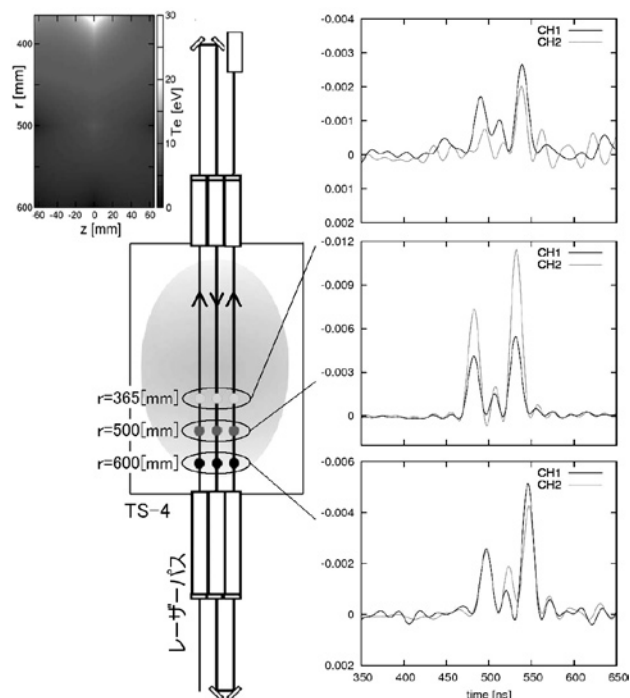 400
500
600
r [mm]
-60 -40 -20 0 20 40 60
z [mm]
30
20
10
0
Te [eV]
r=365[mm]
r=500[mm]
r=600[mm]
TS-4
レーザーパス
CH1
CH2
-0.004
-0.003
-0.002
-0.001
0
0.001
0.002
CH1
CH2
-0.012
-0.009
-0.006
-0.003
0
CH1
CH2
-0.006
-0.004
-0.002
0
0.002
350 400 450 500 550 600 650
time [ns]